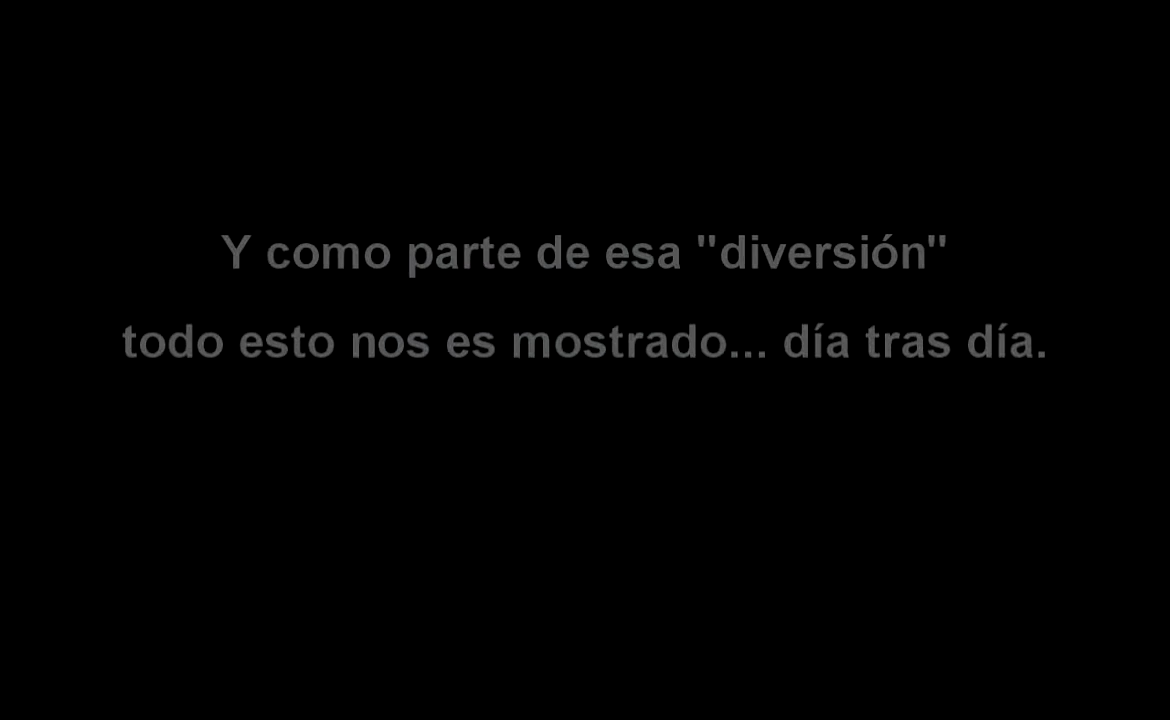 Y como parte de esa "diversión"
todo esto nos es mostrado... día tras día.